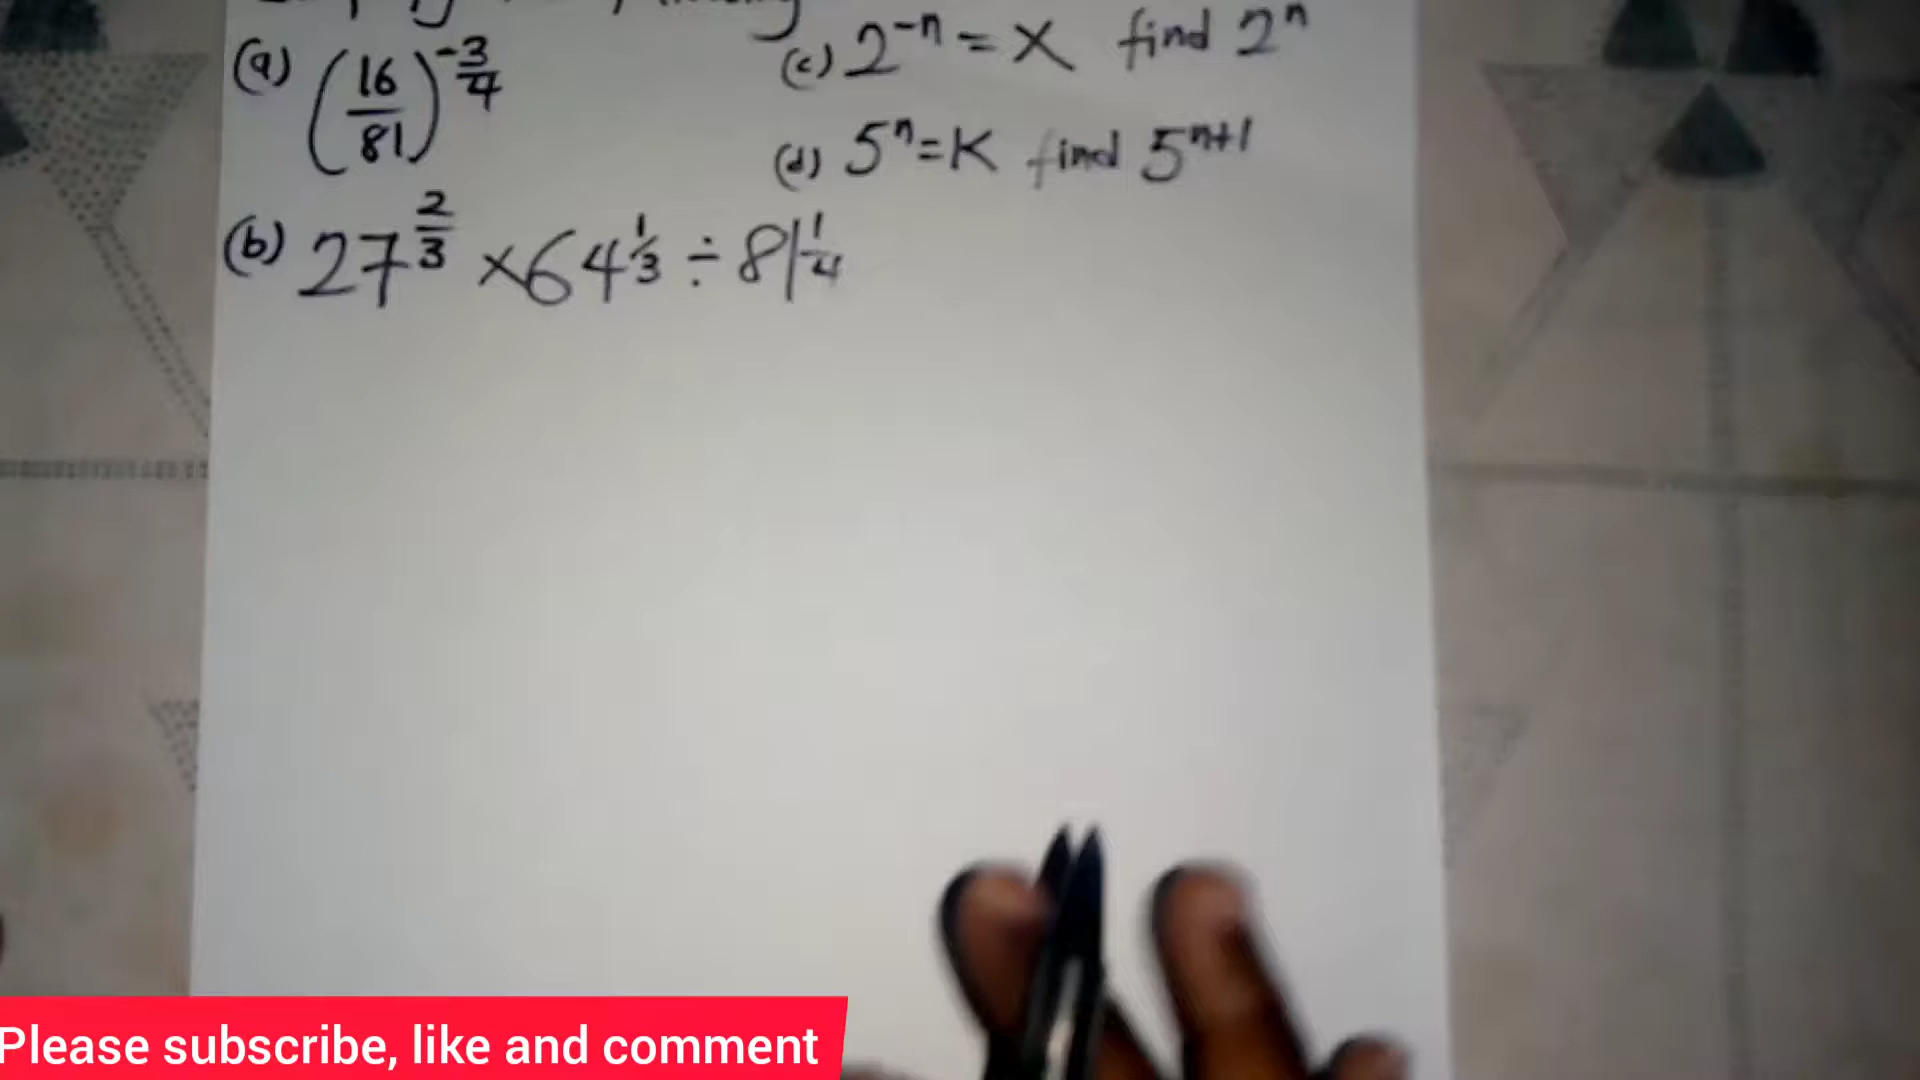 (a) (16/81)^-3/4
(c) 2^-n = X find 2^n
(d) 5^n = K find 5^n+1
(b) 27^2/3 × 64^1/3 ÷ 81^1/4
Please subscribe, like and comment